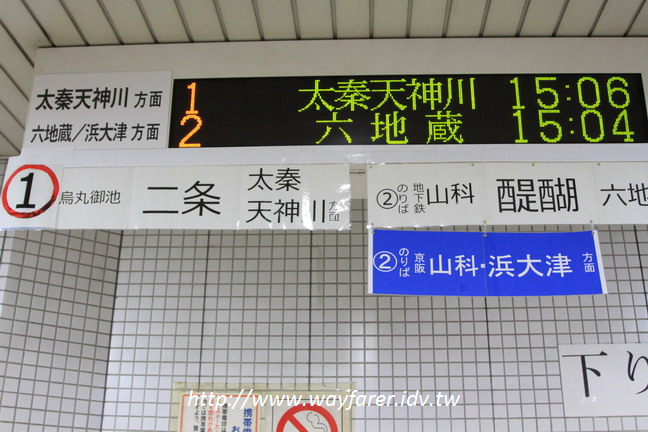 太秦天神川 方面
六地蔵/浜大津 方面
1 太秦天神川 15:06
2 六地蔵 15:04
1 烏丸御池 二条 太秦天神川 方面
②のりば 地下鉄 山科 醍醐 六地
②のりば 京阪 山科・浜大津 方面
下り
http://www.wayfarer.idv.tw
携帯電